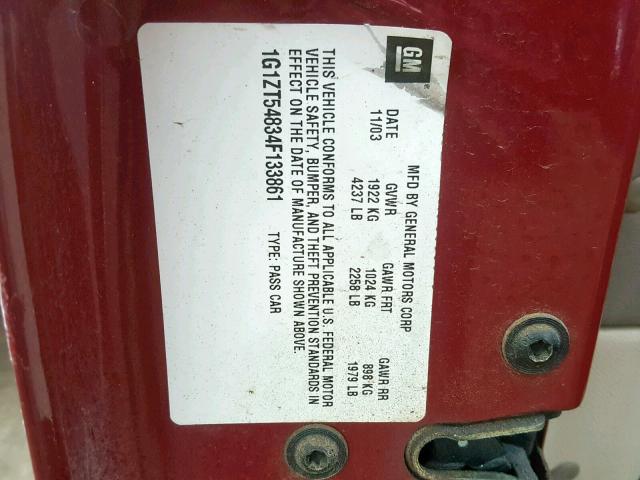 GM
MFD BY GENERAL MOTORS CORP
DATE GVWR GAWR FRT GAWR RR
11/03 1922 KG 1024 KG 898 KG
4237 LB 2258 LB 1979 LB
THIS VEHICLE CONFORMS TO ALL APPLICABLE U.S. FEDERAL MOTOR
VEHICLE SAFETY, BUMPER, AND THEFT PREVENTION STANDARDS IN
EFFECT ON THE DATE OF MANUFACTURE SHOWN ABOVE.
1G1ZT54834F133861 TYPE: PASS CAR